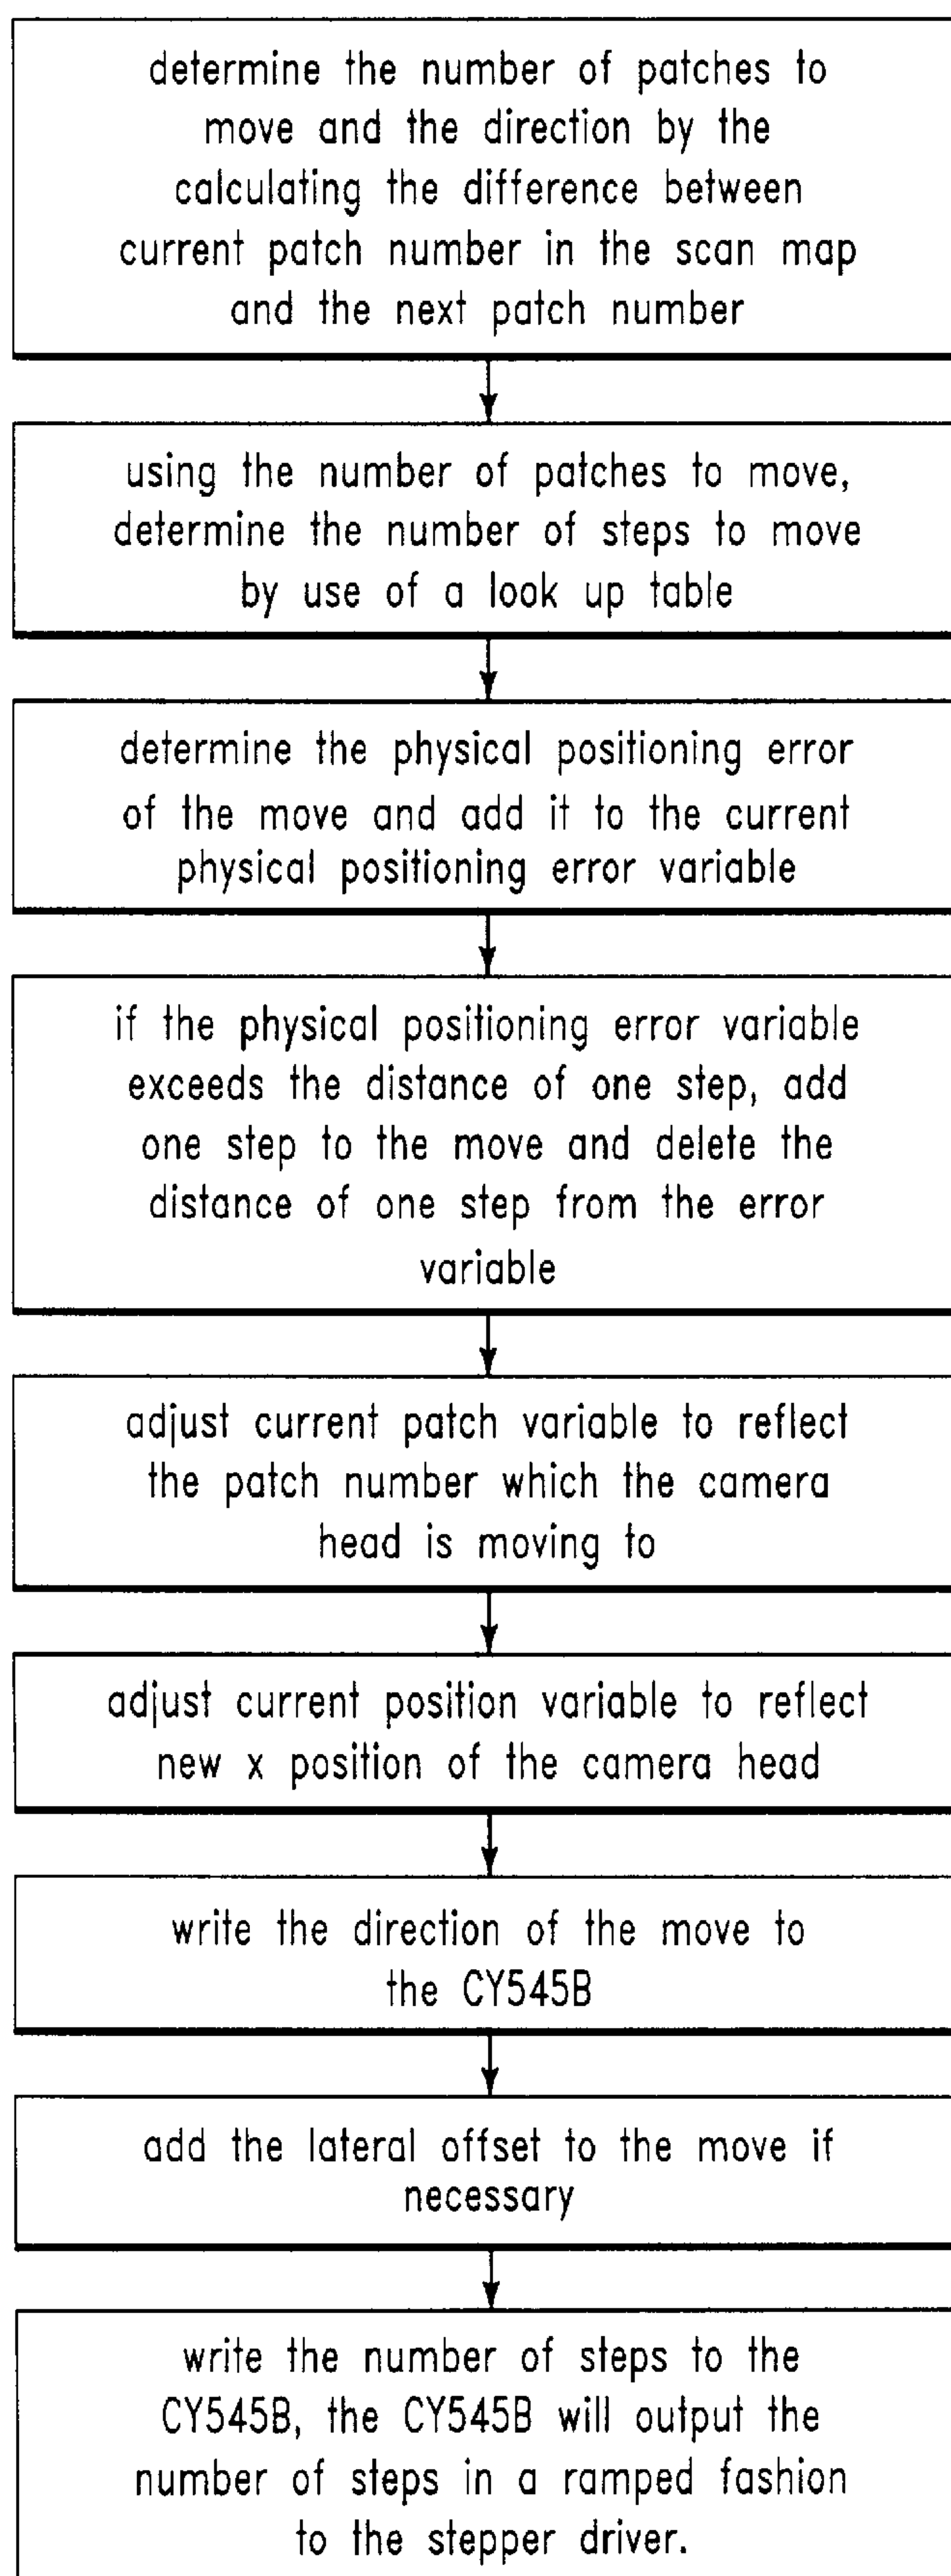 determine the number of patches to
move and the direction by the
calculating the difference between
current patch number in the scan map
and the next patch number
using the number of patches to move,
determine the number of steps to move
by use of a look up table
determine the physical positioning error
of the move and add it to the current
physical positioning error variable
if the physical positioning error variable
exceeds the distance of one step, add
one step to the move and delete the
distance of one step from the error
variable
adjust current patch variable to reflect
the patch number which the camera
head is moving to
adjust current position variable to reflect
new x position of the camera head
write the direction of the move to
the CY545B
add the lateral offset to the move if
necessary
write the number of steps to the
CY545B, the CY545B will output the
number of steps in a ramped fashion
to the stepper driver.